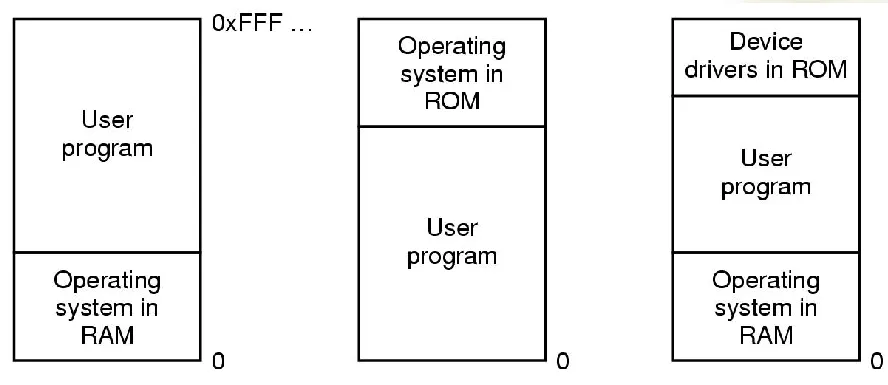 0xFFF ...
User
program
Operating
system in
RAM
0
Operating
system in
ROM
User
program
0
Device
drivers in ROM
User
program
Operating
system in
RAM
0